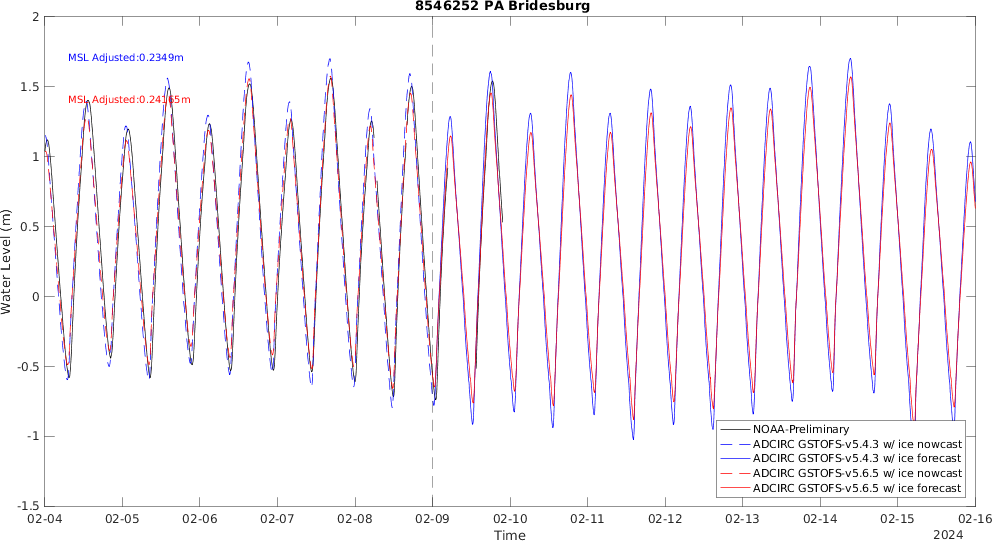 8546252 PA Bridesburg
MSL Adjusted:0.2349m
MSL Adjusted:0.24165m
Water Level (m)
2
1.5
1
0.5
0
-0.5
-1
-1.5
NOAA-Preliminary
ADCIRC GSTOFS-v5.4.3 w/ ice nowcast
ADCIRC GSTOFS-v5.4.3 w/ ice forecast
ADCIRC GSTOFS-v5.6.5 w/ ice nowcast
ADCIRC GSTOFS-v5.6.5 w/ ice forecast
02-04 02-05 02-06 02-07 02-08 02-09 02-10 02-11 02-12 02-13 02-14 02-15 02-16
Time
2024